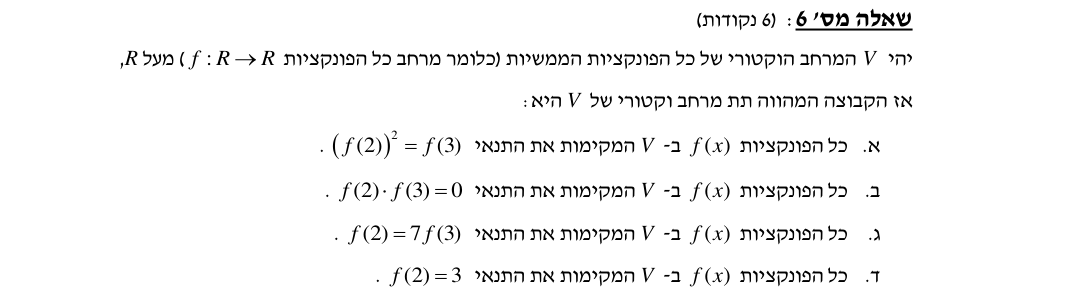 שאלה מס' 6 : (6 נקודות)
יהי V המרחב הוקטורי של כל הפונקציות הממשיות (כלומר מרחב כל הפונקציות f : R → R ) מעל R,
אז הקבוצה המהווה תת מרחב וקטורי של V היא :
א. כל הפונקציות f(x) ב- V המקימות את התנאי (f(2))² = f(3) .
ב. כל הפונקציות f(x) ב- V המקימות את התנאי f(2)·f(3)=0 .
ג. כל הפונקציות f(x) ב- V המקימות את התנאי f(2)=7f(3) .
ד. כל הפונקציות f(x) ב- V המקימות את התנאי f(2)=3 .